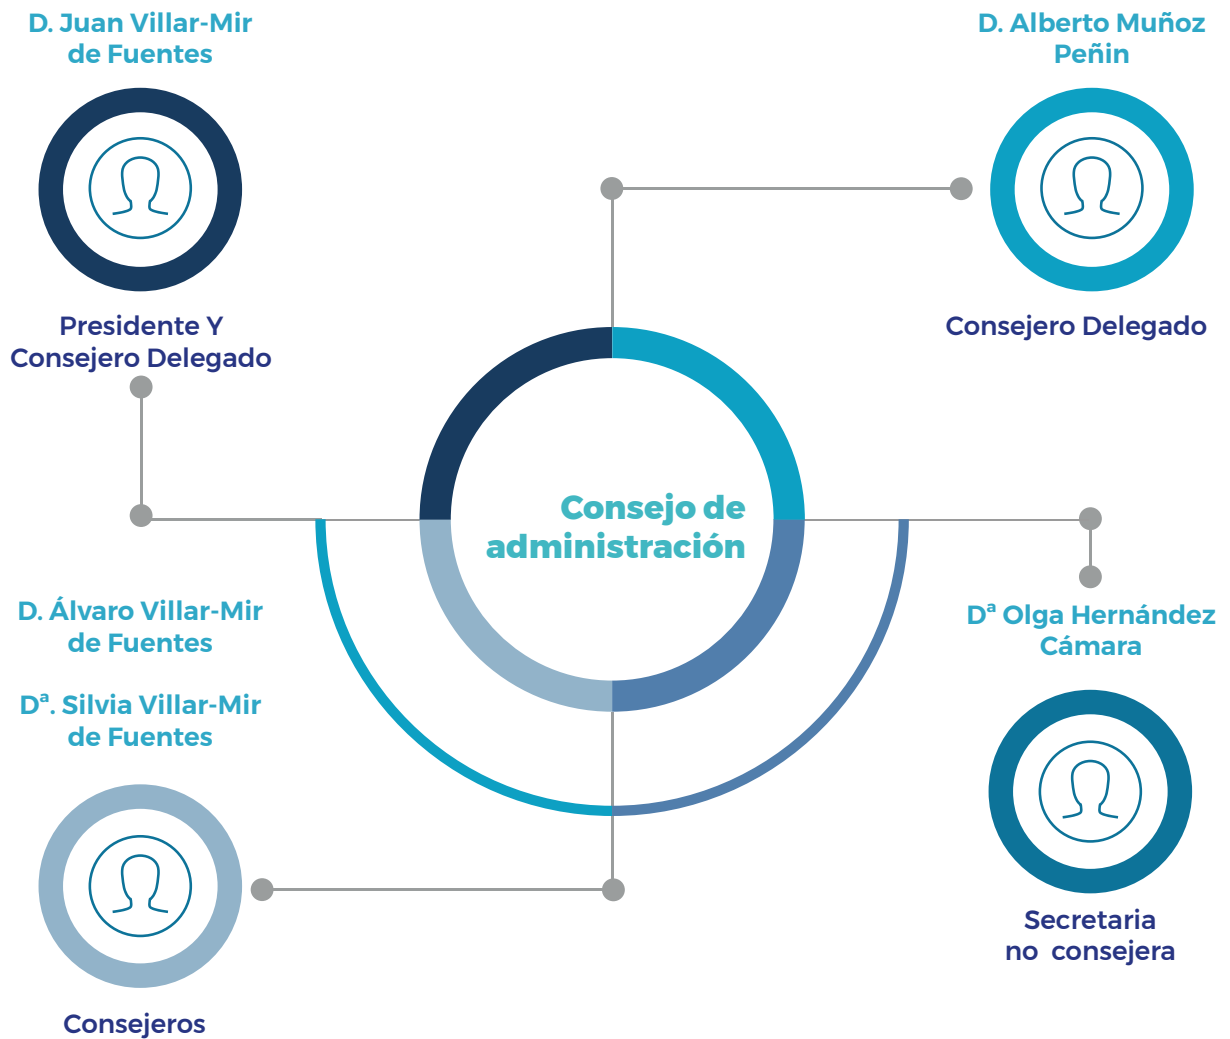 D. Juan Villar-Mir
de Fuentes
Presidente Y
Consejero Delegado
D. Alberto Muñoz
Peñin
Consejero Delegado
Consejo de
administración
D. Álvaro Villar-Mir
de Fuentes
Dª. Silvia Villar-Mir
de Fuentes
Consejeros
Dª Olga Hernández
Cámara
Secretaria
no consejera